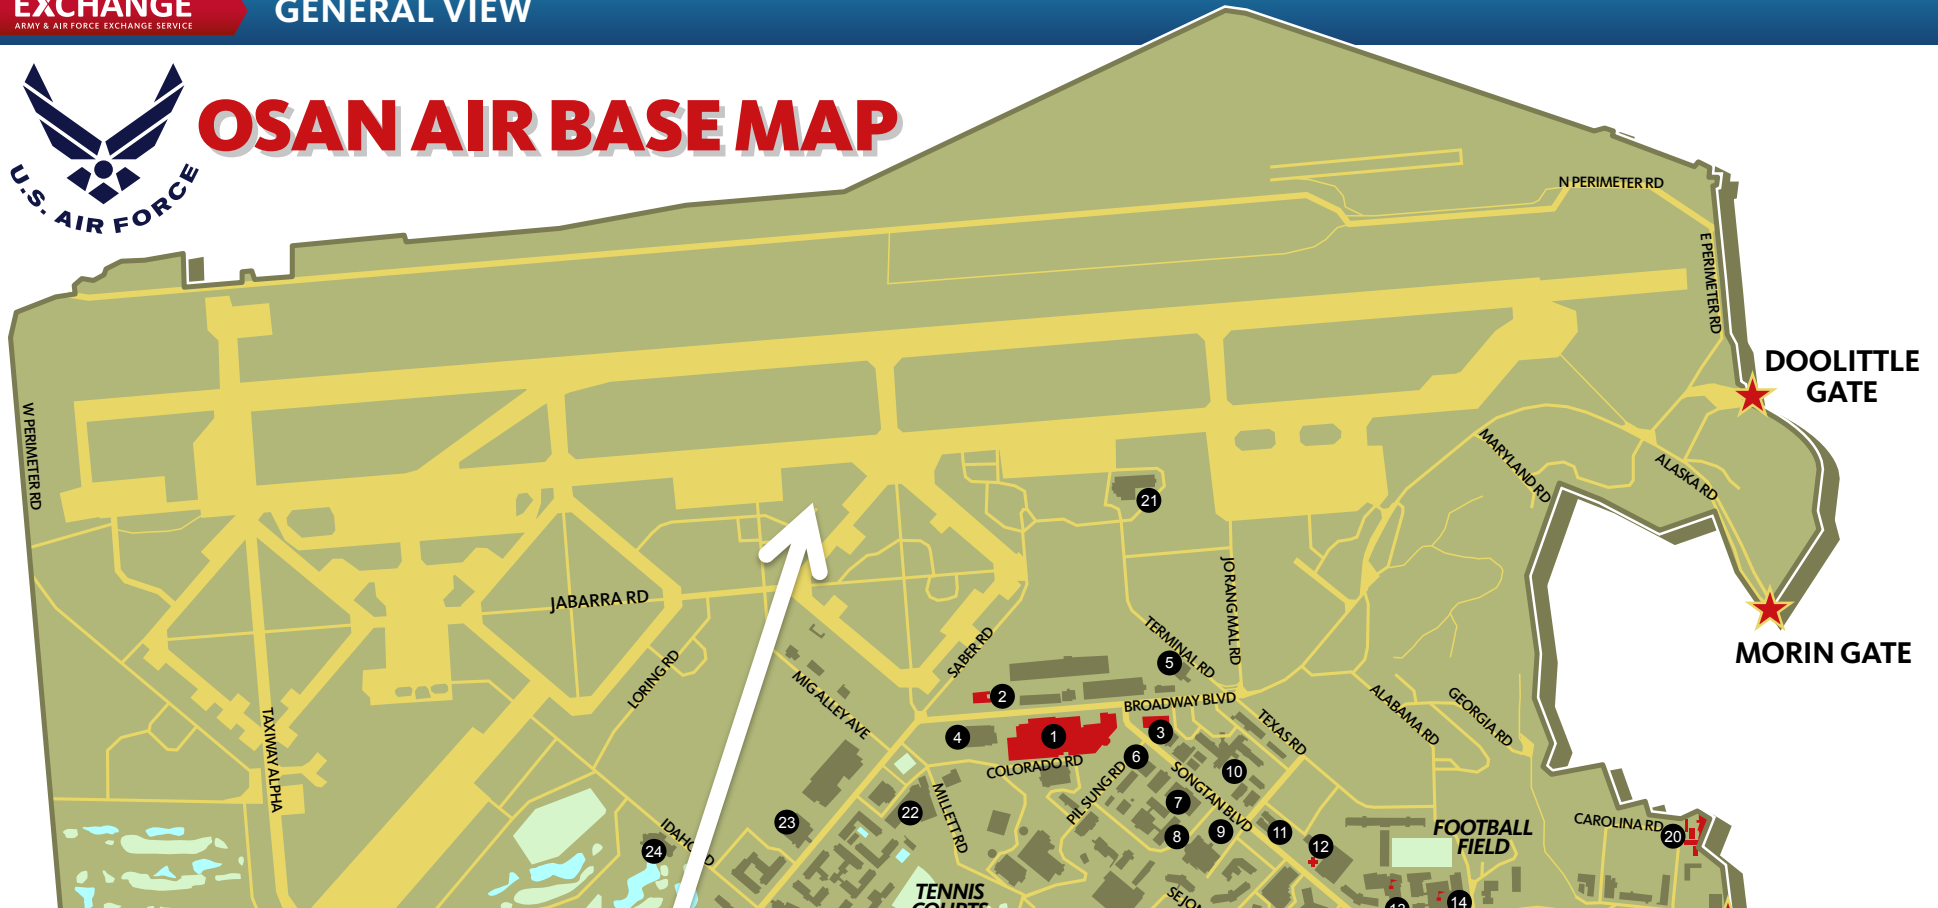 EXCHANGE
ARMY & AIR FORCE EXCHANGE SERVICE
GENERAL VIEW
U.S. AIR FORCE
OSAN AIR BASE MAP
N PERIMETER RD
E PERIMETER RD
DOOLITTLE
GATE
W PERIMETER RD
MARYLAND RD
ALASKA RD
21
JABARRA RD
JORANGMAL RD
TERMINAL RD
5
MORIN GATE
SABER RD
LORING RD
MIG ALLEY AVE
2
BROADWAY BLVD
ALABAMA RD
GEORGIA RD
TAXIWAY ALPHA
4
1
3
TEXAS RD
COLORADO RD
6
10
PILSUNG RD
SONGTAN BLVD
MILLETT RD
22
23
7
8
9
11
12
FOOTBALL
FIELD
CAROLINA RD
20
24
TENNIS
COURTS
13
14